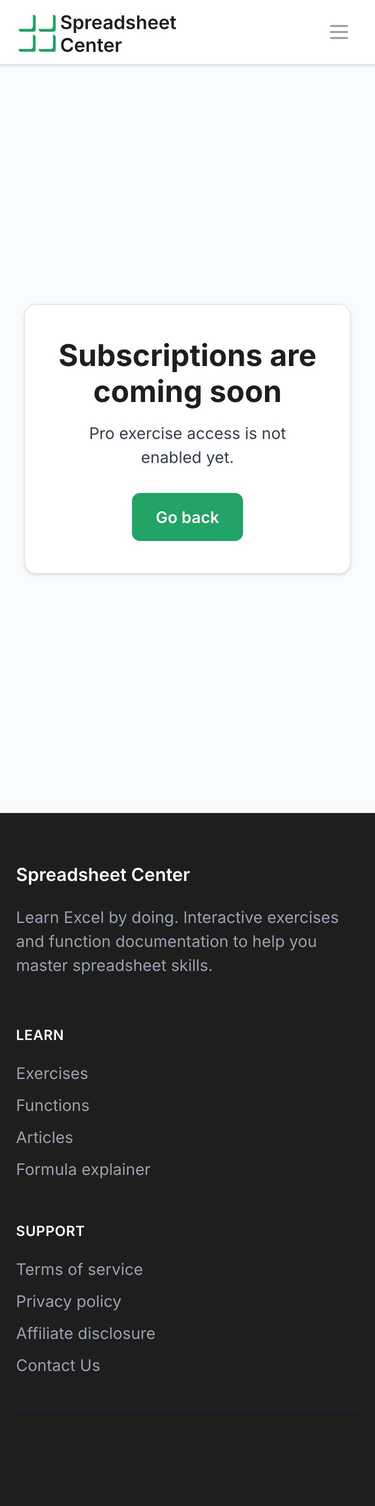 Spreadsheet
Center
Subscriptions are
coming soon
Pro exercise access is not
enabled yet.
Go back
Spreadsheet Center
Learn Excel by doing. Interactive exercises
and function documentation to help you
master spreadsheet skills.
LEARN
Exercises
Functions
Articles
Formula explainer
SUPPORT
Terms of service
Privacy policy
Affiliate disclosure
Contact Us